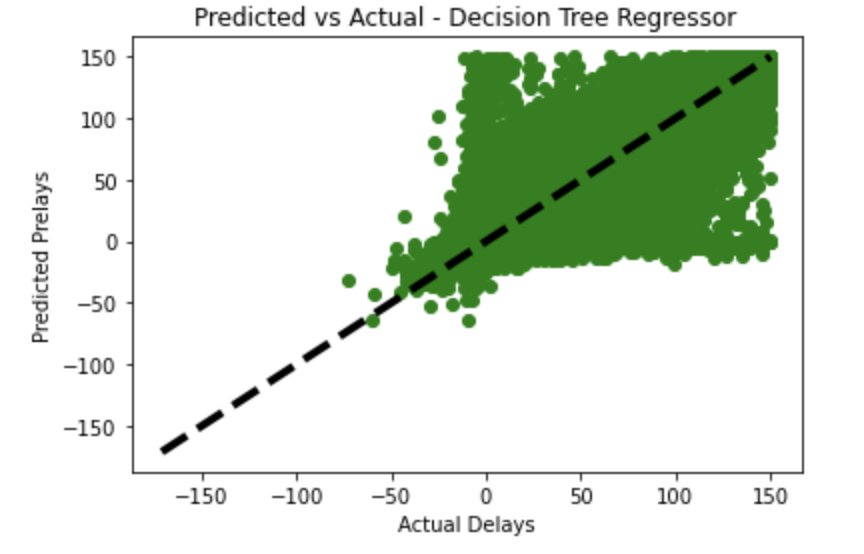 Predicted vs Actual - Decision Tree Regressor
150
100
50
0
−50
−100
−150
Predicted Prelays
−150 −100 −50 0 50 100 150
Actual Delays